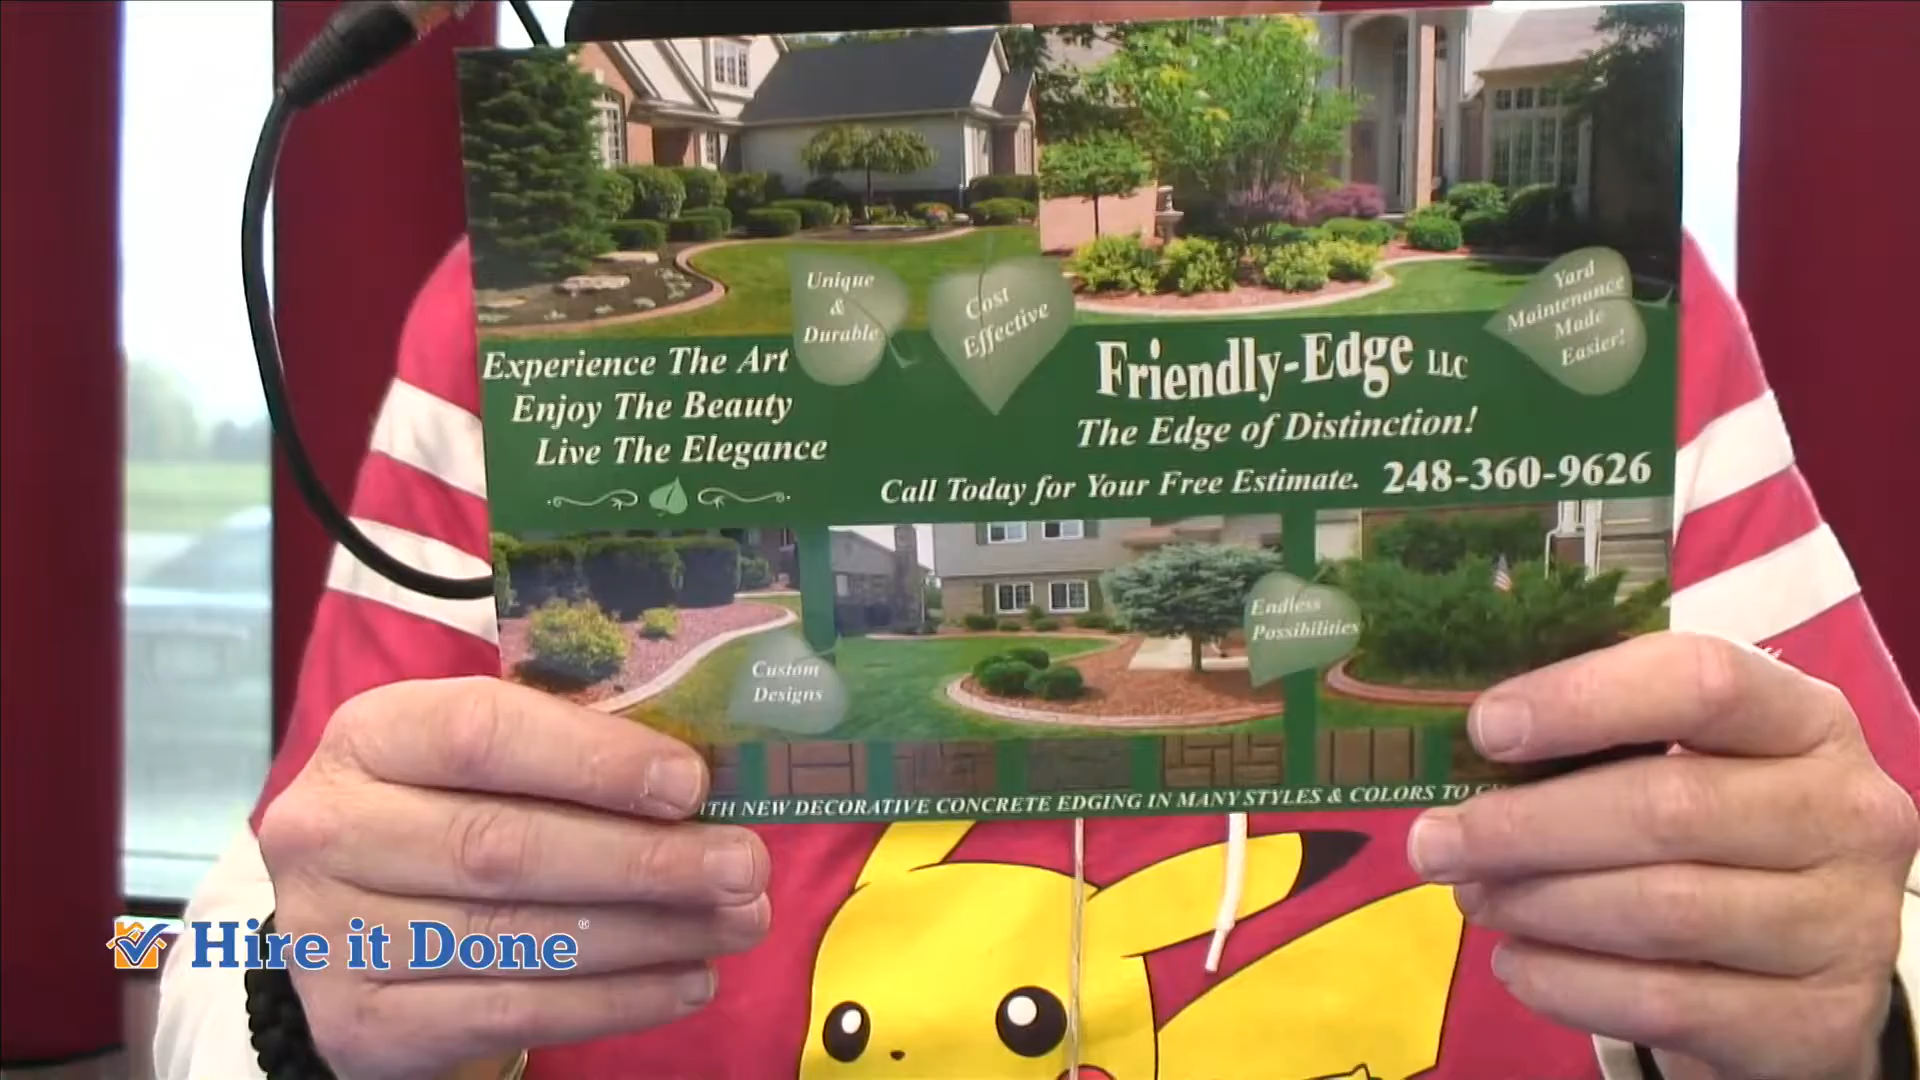 Unique
&
Durable
Cost
Effective
Yard
Maintenance
Made
Easier!
Experience The Art
Enjoy The Beauty
Live The Elegance
Friendly-Edge LLC
The Edge of Distinction!
Call Today for Your Free Estimate. 248-360-9626
Endless
Possibilities
Custom
Designs
NEW DECORATIVE CONCRETE EDGING IN MANY STYLES & COLORS TO
Hire it Done®